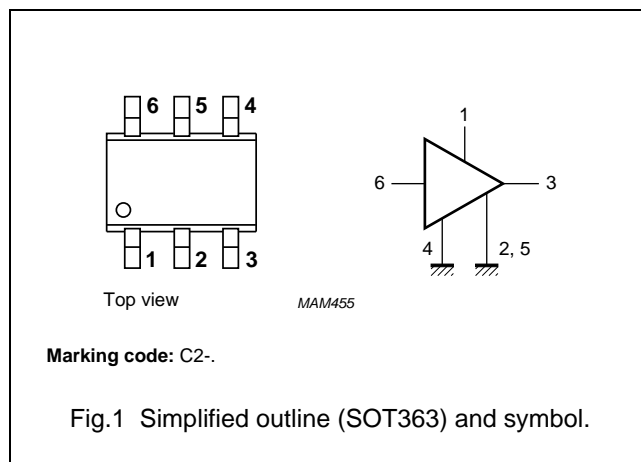 6 5 4
1 2 3
Top view
1
6 3
4 2, 5
MAM455
Marking code: C2-.
Fig.1 Simplified outline (SOT363) and symbol.